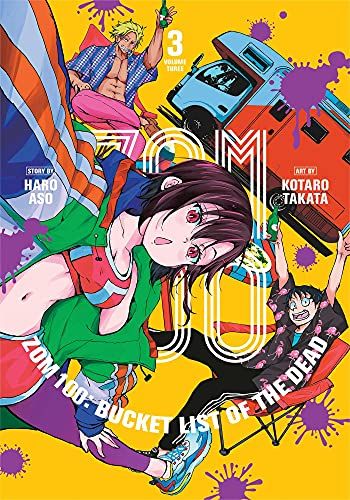 3
VOLUME
THREE
ZOM
100
STORY BY
HARO
ASO
ART BY
KOTARO
TAKATA
ZOM 100: BUCKET LIST OF THE DEAD